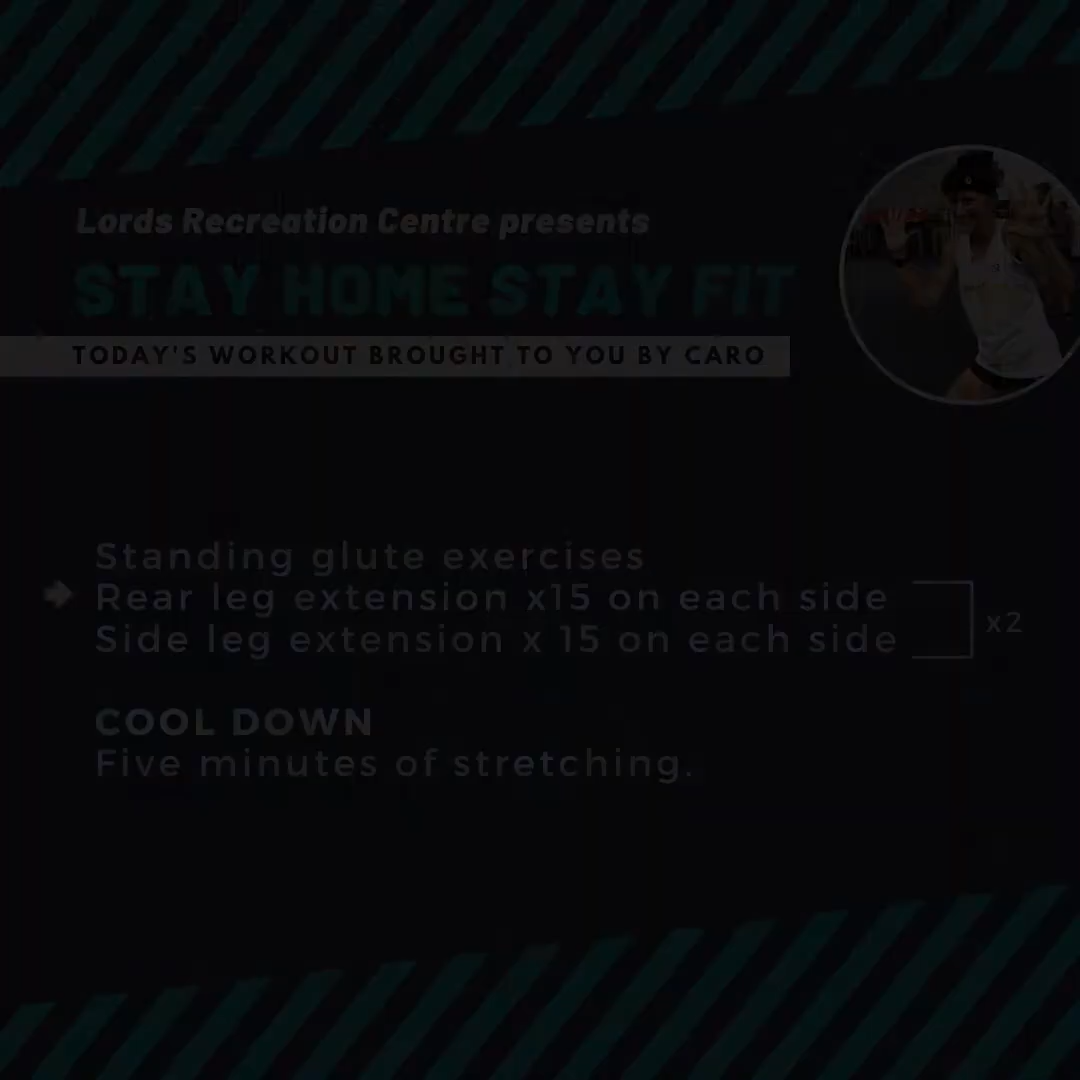 Lords Recreation Centre presents
STAY HOME STAY FIT
TODAY'S WORKOUT BROUGHT TO YOU BY CARO
Standing glute exercises
Rear leg extension x15 on each side
Side leg extension x 15 on each side
x2
COOL DOWN
Five minutes of stretching.